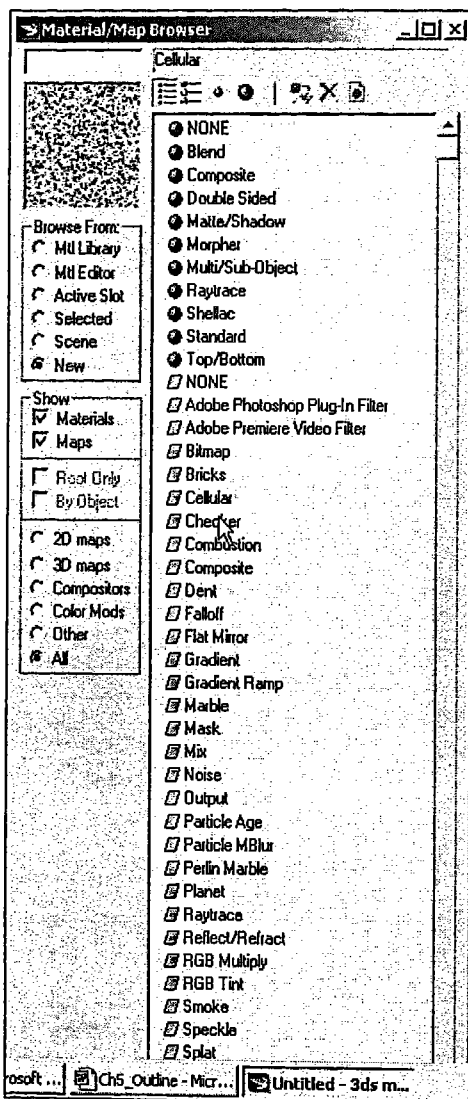 Material/Map Browser
Cellular
NONE
Blend
Composite
Double Sided
Matte/Shadow
Morpher
Multi/Sub-Object
Raytrace
Shellac
Standard
Top/Bottom
NONE
Adobe Photoshop Plug-In Filter
Adobe Premiere Video Filter
Bitmap
Bricks
Cellular
Checker
Combustion
Composite
Dent
Falloff
Flat Mirror
Gradient
Gradient Ramp
Marble
Mask
Mix
Noise
Output
Particle Age
Particle MBlur
Perlin Marble
Planet
Raytrace
Reflect/Refract
RGB Multiply
RGB Tint
Smoke
Speckle
Splat
Browse From:
Mtl Library
Mtl Editor
Active Slot
Selected
Scene
New
Show
Materials
Maps
Root Only
By Object
2D maps
3D maps
Compositors
Color Mods
Other
All
rosoft ...
Ch5_Outline - Micr...
Untitled - 3ds m...